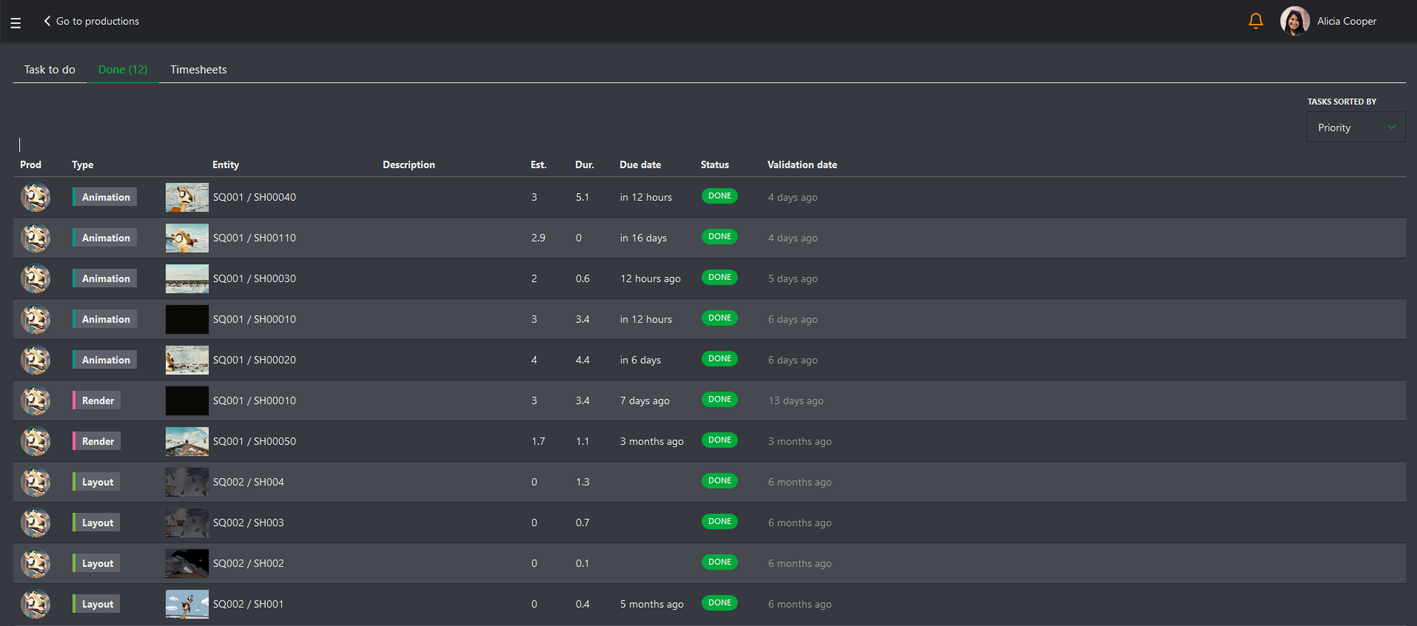 Go to productions
Alicia Cooper
Task to do Done (12) Timesheets
TASKS SORTED BY
Priority
Prod Type Entity Description Est. Dur. Due date Status Validation date
Animation SQ001 / SH00040 3 5.1 in 12 hours DONE 4 days ago
Animation SQ001 / SH00110 2.9 0 in 16 days DONE 4 days ago
Animation SQ001 / SH00030 2 0.6 12 hours ago DONE 5 days ago
Animation SQ001 / SH00010 3 3.4 in 12 hours DONE 6 days ago
Animation SQ001 / SH00020 4 4.4 in 6 days DONE 6 days ago
Render SQ001 / SH00010 3 3.4 7 days ago DONE 13 days ago
Render SQ001 / SH00050 1.7 1.1 3 months ago DONE 3 months ago
Layout SQ002 / SH004 0 1.3 DONE 6 months ago
Layout SQ002 / SH003 0 0.7 DONE 6 months ago
Layout SQ002 / SH002 0 0.1 DONE 6 months ago
Layout SQ002 / SH001 0 0.4 5 months ago DONE 6 months ago